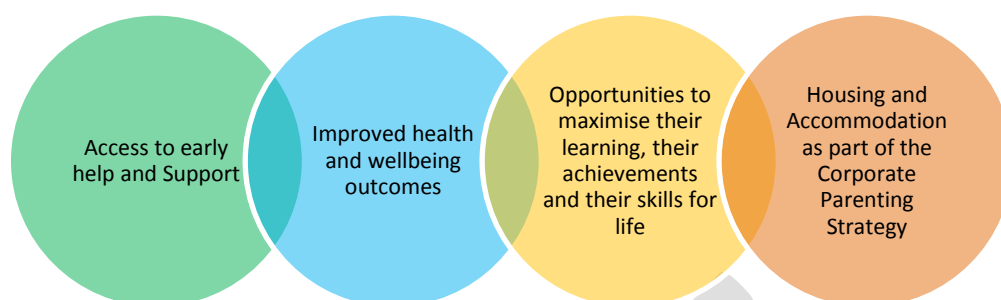 Access to early
help and Support
Improved health
and wellbeing
outcomes
Opportunities to
maximise their
learning, their
achievements
and their skills for
life
Housing and
Accommodation
as part of the
Corporate
Parenting
Strategy